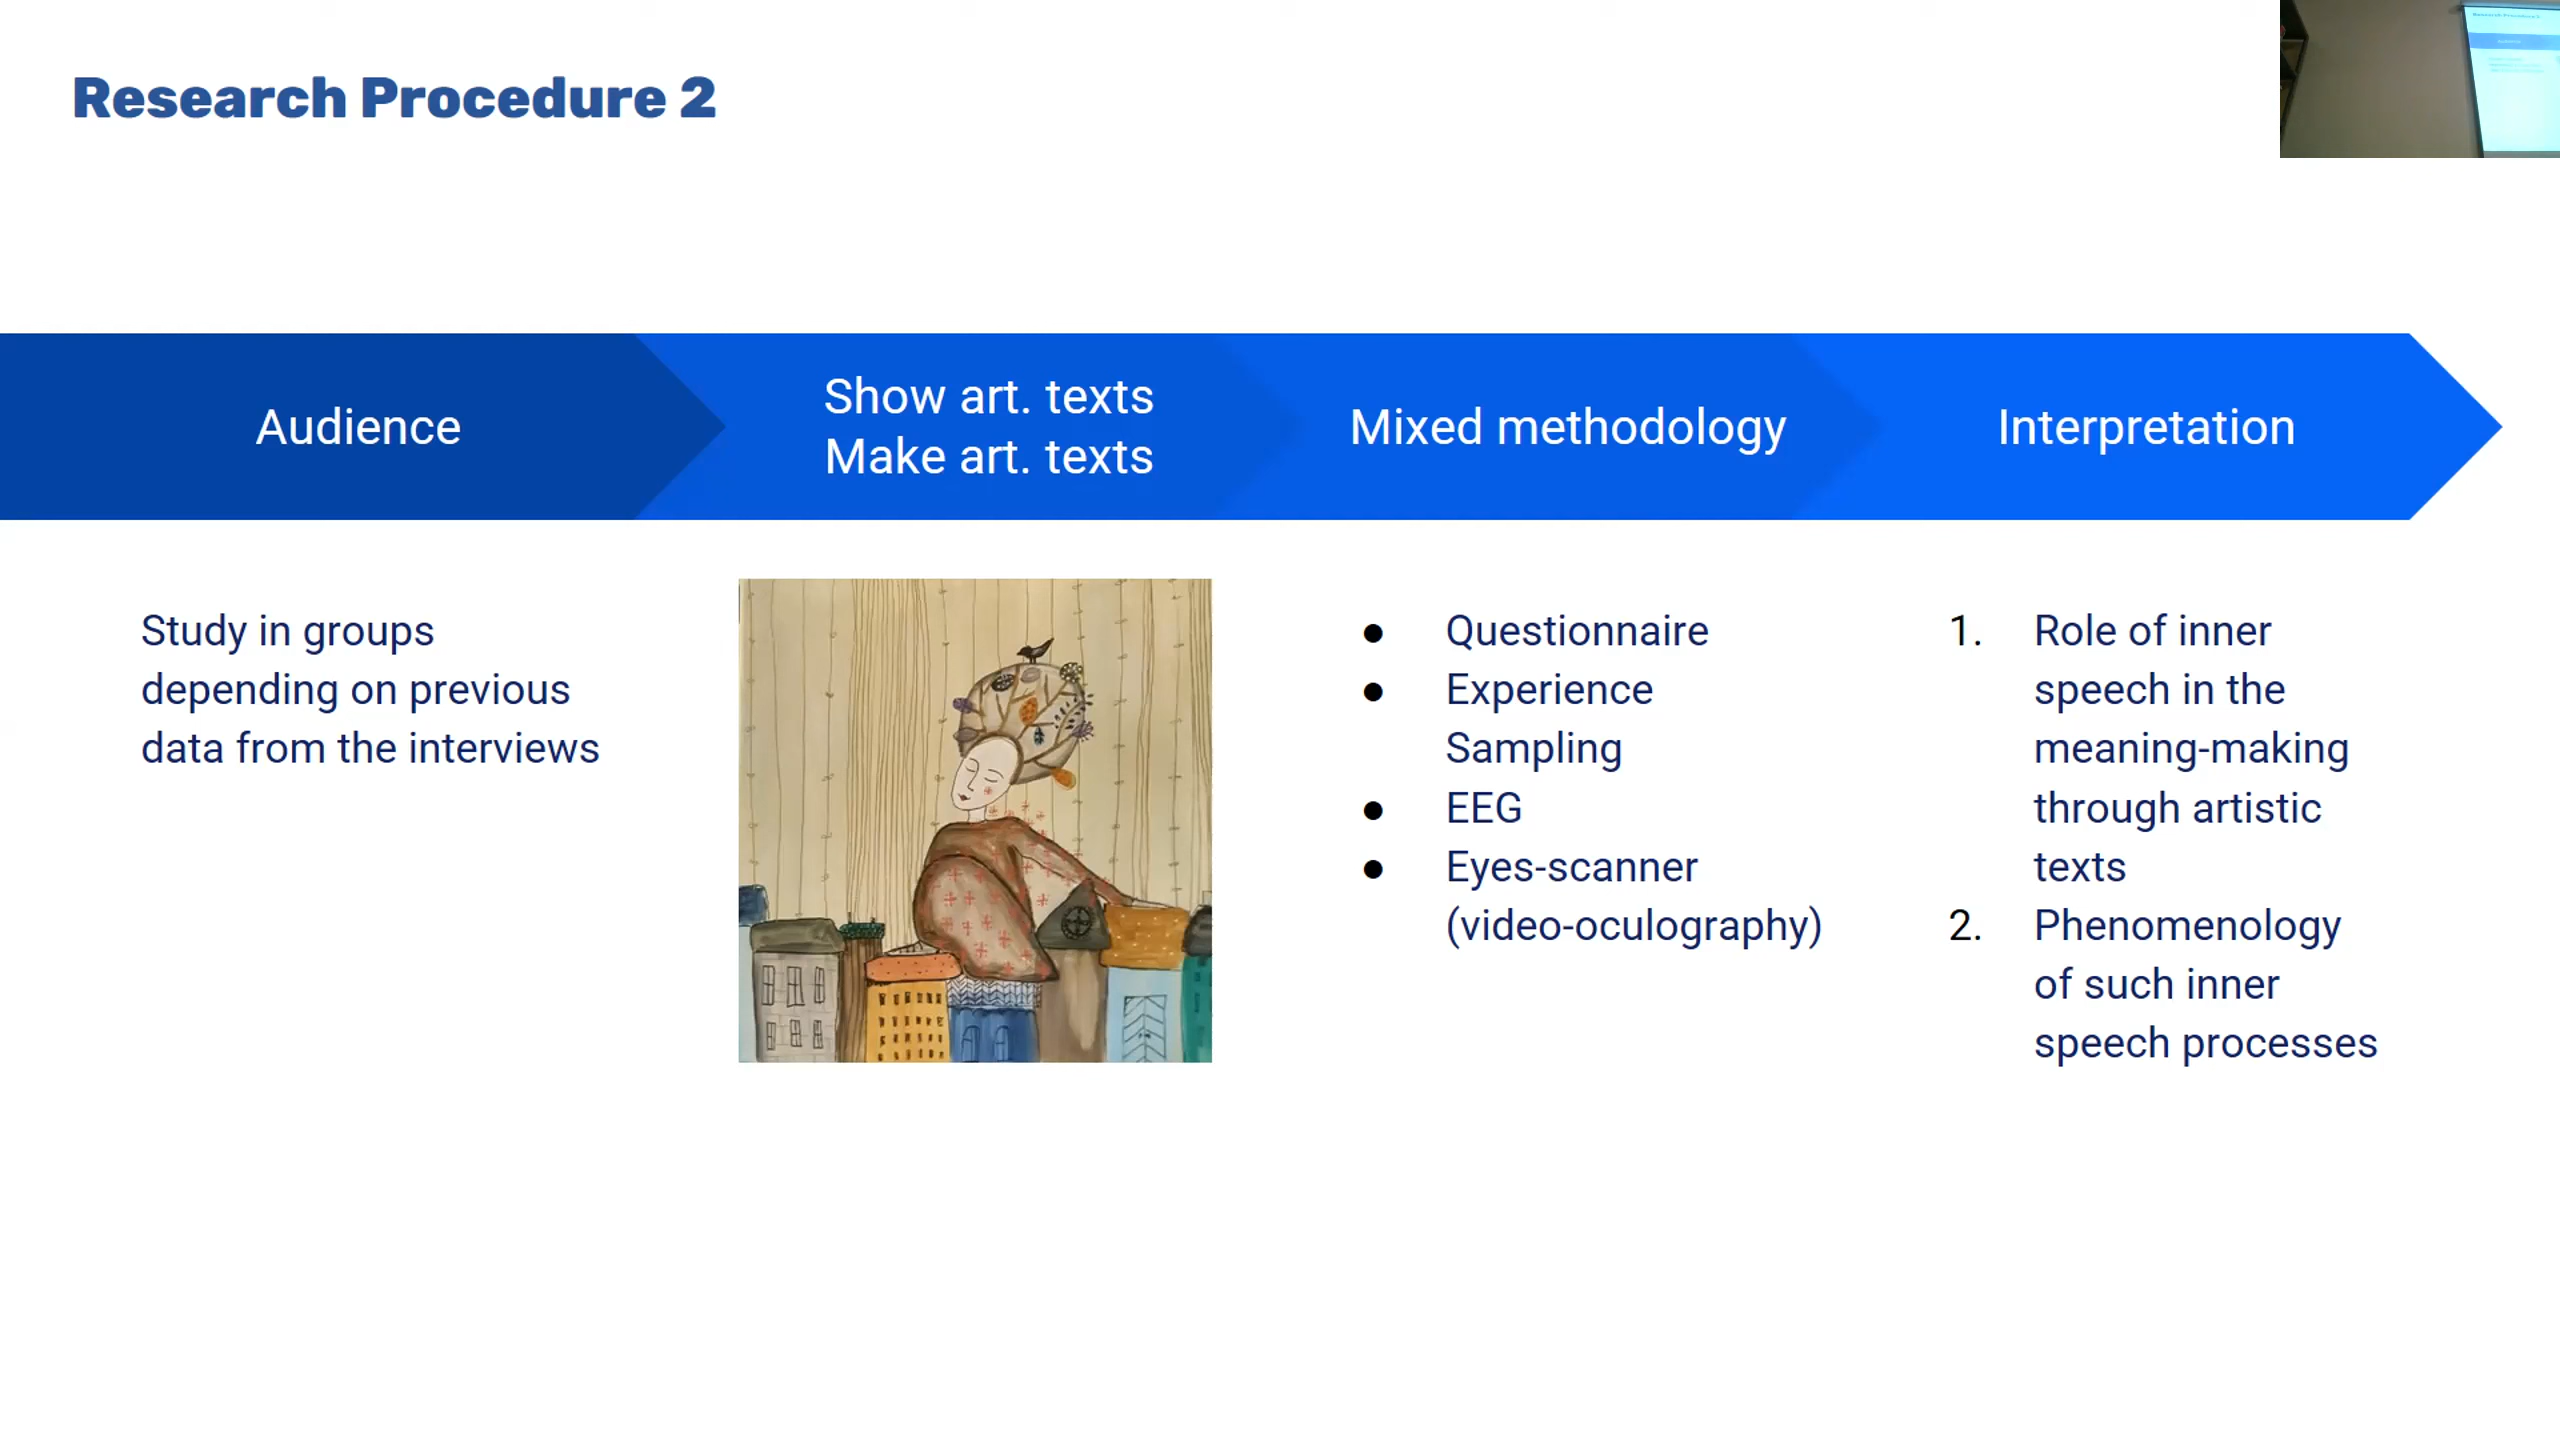 Research Procedure 2
Audience
Show art. texts
Make art. texts
Mixed methodology
Interpretation
Study in groups
depending on previous
data from the interviews
● Questionnaire
● Experience
Sampling
● EEG
● Eyes-scanner
(video-oculography)
1. Role of inner
speech in the
meaning-making
through artistic
texts
2. Phenomenology
of such inner
speech processes